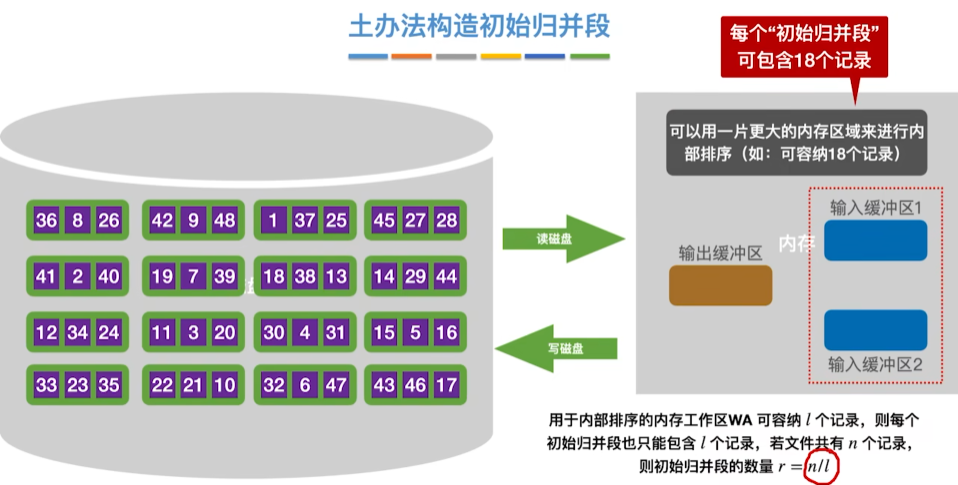 土办法构造初始归并段
每个“初始归并段”
可包含18个记录
可以用一片更大的内存区域来进行内
部排序（如：可容纳18个记录）
36 8 26 42 9 48 1 37 25 45 27 28
41 2 40 19 7 39 18 38 13 14 29 44
12 34 24 11 3 20 30 4 31 15 5 16
33 23 35 22 21 10 32 6 47 43 46 17
读磁盘
写磁盘
输出缓冲区
内存
输入缓冲区1
输入缓冲区2
用于内部排序的内存工作区WA 可容纳 l 个记录，则每个
初始归并段也只能包含 l 个记录，若文件共有 n 个记录，
则初始归并段的数量 r = n/l